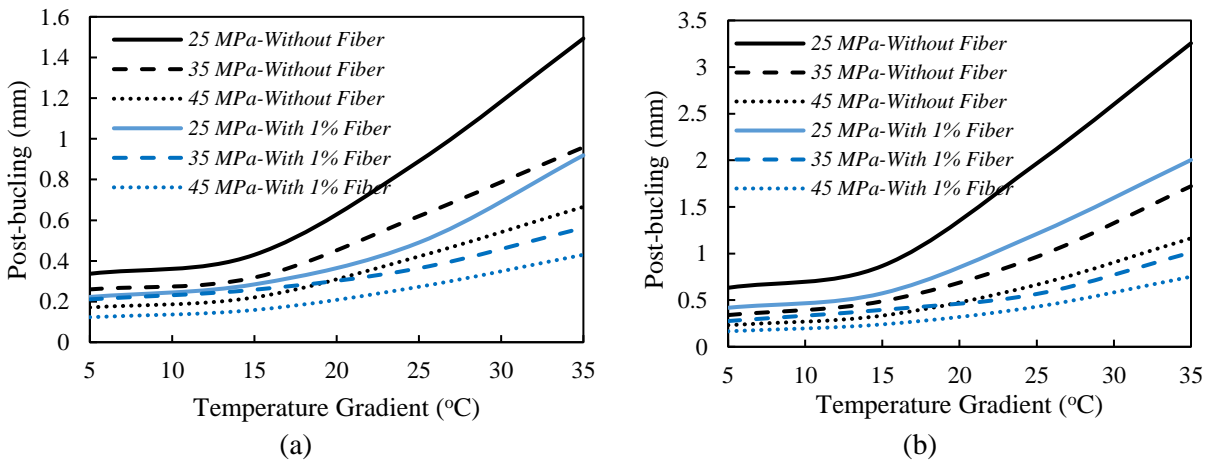 1.6
1.4
1.2
1
0.8
0.6
0.4
0.2
0
Post-bucling (mm)
25 MPa-Without Fiber
35 MPa-Without Fiber
45 MPa-Without Fiber
25 MPa-With 1% Fiber
35 MPa-With 1% Fiber
45 MPa-With 1% Fiber
5 10 15 20 25 30 35
Temperature Gradient (°C)
(a)
3.5
3
2.5
2
1.5
1
0.5
0
Post-bucling (mm)
25 MPa-Without Fiber
35 MPa-Without Fiber
45 MPa-Without Fiber
25 MPa-With 1% Fiber
35 MPa-With 1% Fiber
45 MPa-With 1% Fiber
5 10 15 20 25 30 35
Temperature Gradient (°C)
(b)